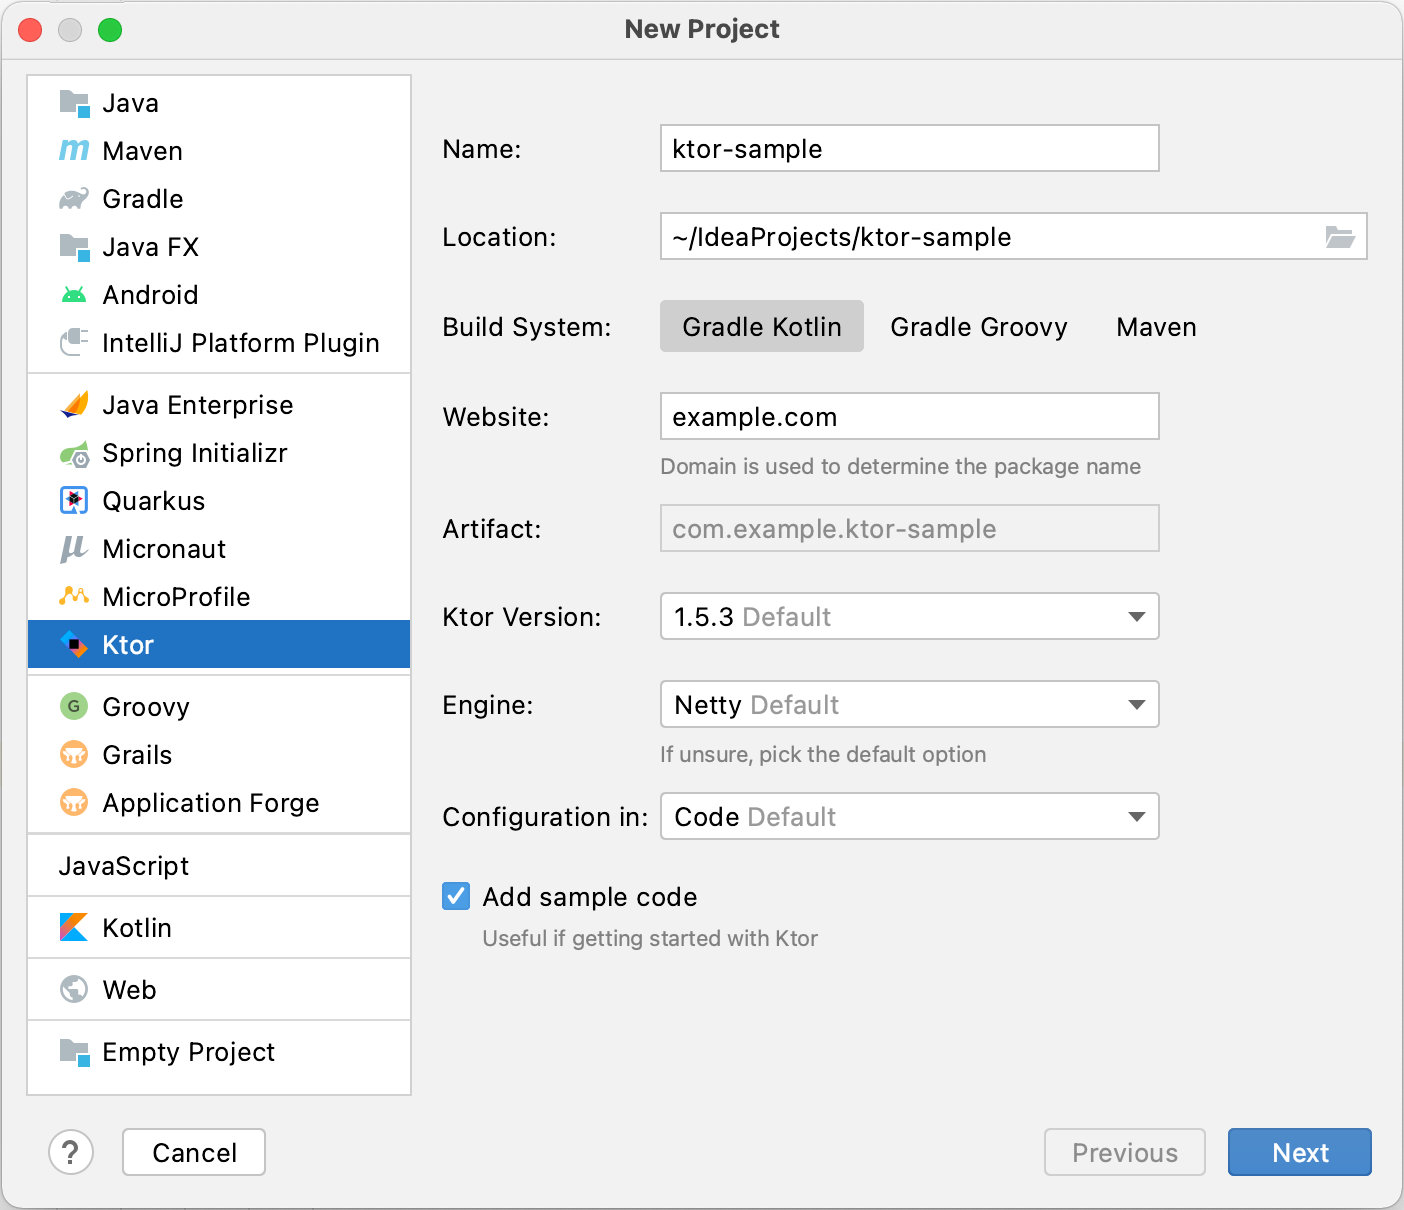 New Project
Java
Maven
Gradle
Java FX
Android
IntelliJ Platform Plugin
Java Enterprise
Spring Initializr
Quarkus
Micronaut
MicroProfile
Ktor
G Groovy
Grails
Application Forge
JavaScript
Kotlin
Web
Empty Project
Name: ktor-sample
Location: ~/IdeaProjects/ktor-sample
Build System: Gradle Kotlin Gradle Groovy Maven
Website: example.com
Domain is used to determine the package name
Artifact: com.example.ktor-sample
Ktor Version: 1.5.3 Default
Engine: Netty Default
If unsure, pick the default option
Configuration in: Code Default
Add sample code
Useful if getting started with Ktor
? Cancel Previous Next